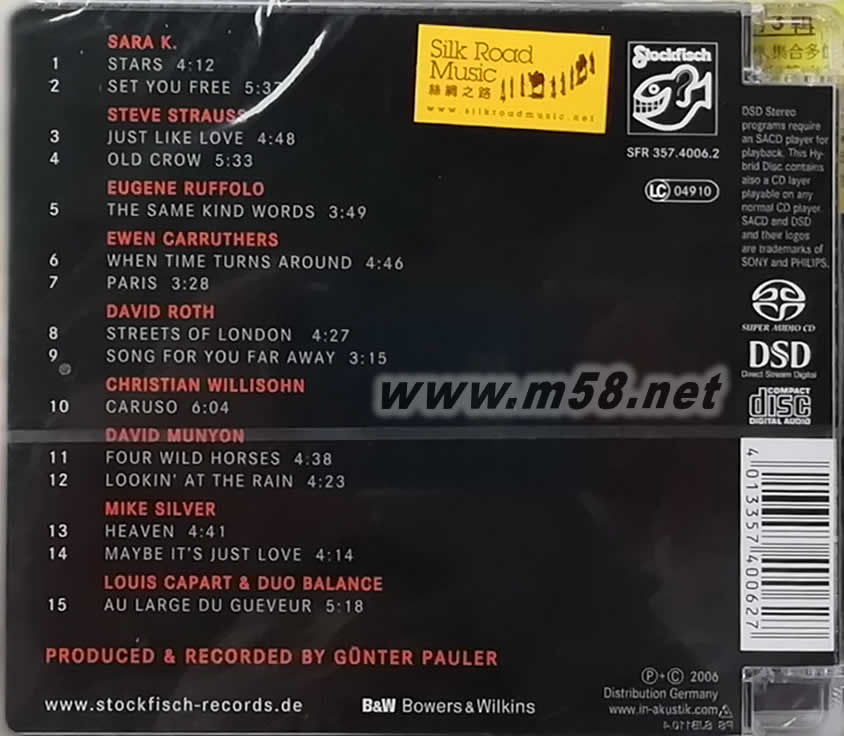 SARA K.
1 STARS 4:12
2 SET YOU FREE 5:37
STEVE STRAUSS
3 JUST LIKE LOVE 4:48
4 OLD CROW 5:33
EUGENE RUFFOLO
5 THE SAME KIND WORDS 3:49
EWEN CARRUTHERS
6 WHEN TIME TURNS AROUND 4:46
7 PARIS 3:28
DAVID ROTH
8 STREETS OF LONDON 4:27
9 SONG FOR YOU FAR AWAY 3:15
CHRISTIAN WILLISOHN
10 CARUSO 6:04
DAVID MUNYON
11 FOUR WILD HORSES 4:38
12 LOOKIN' AT THE RAIN 4:23
MIKE SILVER
13 HEAVEN 4:41
14 MAYBE IT'S JUST LOVE 4:14
LOUIS CAPART & DUO BALANCE
15 AU LARGE DU GUEVEUR 5:18
PRODUCED & RECORDED BY GÜNTER PAULER
www.stockfisch-records.de
B&W Bowers & Wilkins
Silk Road
Music
絲綢之路
www.silkroadmusic.net
Stockfisch
SFR 357.4006.2
LC 04910
集合多
DSD Stereo
programs require
an SACD player for
playback. This Hy-
brid Disc contains
also a CD layer
playable on any
normal CD player.
SACD and DSD
and their logos
are trademarks of
SONY and PHILIPS.
SUPER AUDIO CD
DSD
Direct Stream Digital
COMPACT
disc
DIGITAL AUDIO
www.m58.net
4013357400627
Ⓟ+© 2006
Distribution Germany
www.in-akustik.com